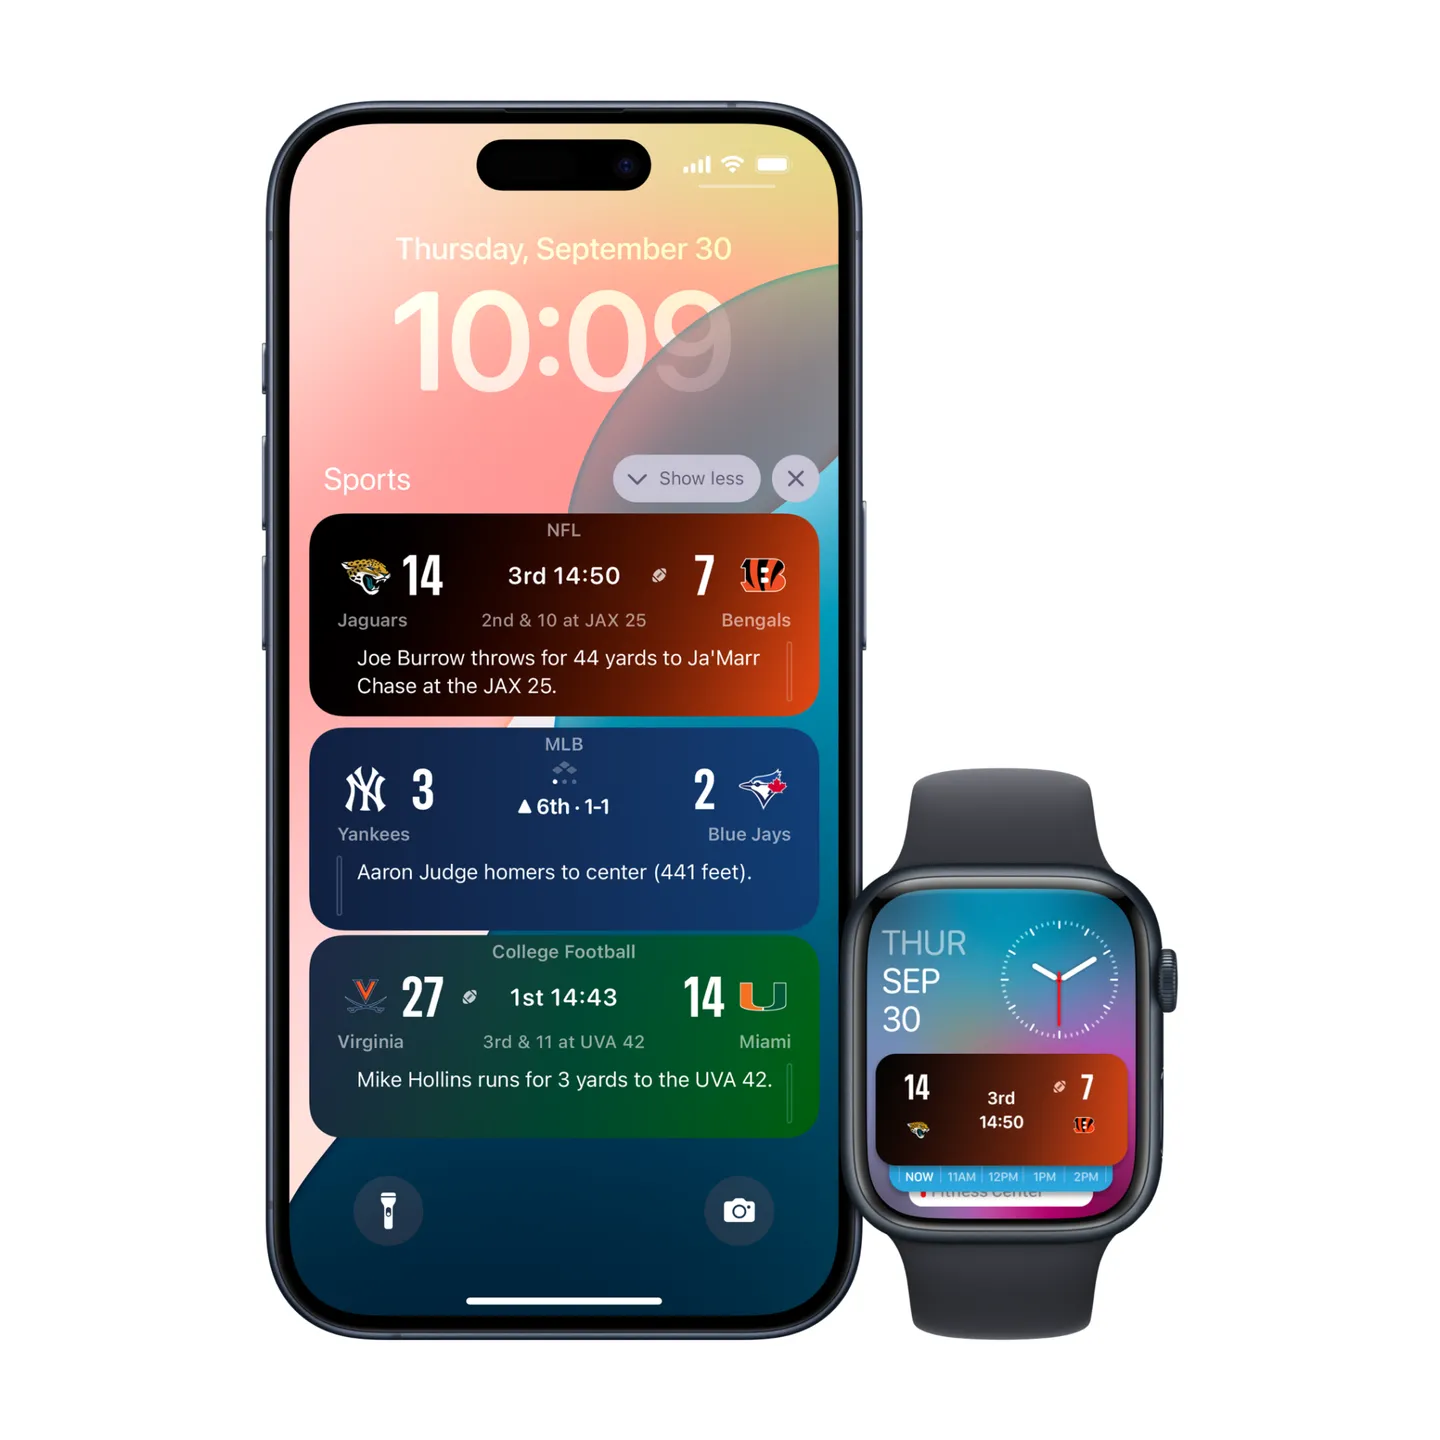 Thursday, September 30
10:09
Sports
Show less
NFL
14
3rd 14:50
7
Jaguars
2nd & 10 at JAX 25
Bengals
Joe Burrow throws for 44 yards to Ja'Marr
Chase at the JAX 25.
MLB
3
2
▲ 6th · 1-1
Yankees
Blue Jays
Aaron Judge homers to center (441 feet).
College Football
27
1st 14:43
14
Virginia
3rd & 11 at UVA 42
Miami
Mike Hollins runs for 3 yards to the UVA 42.
THUR
SEP
30
14
3rd
14:50
7
NOW 11AM 12PM 1PM 2PM
Fitness Center